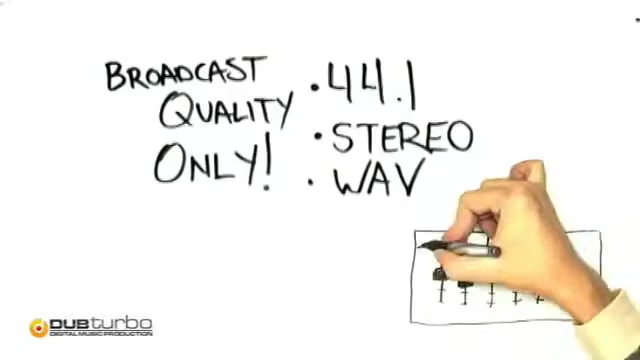 BROADCAST
QUALITY
ONLY!
• 44.1
• STEREO
• WAV
DUBturbo
DIGITAL MUSIC PRODUCTION